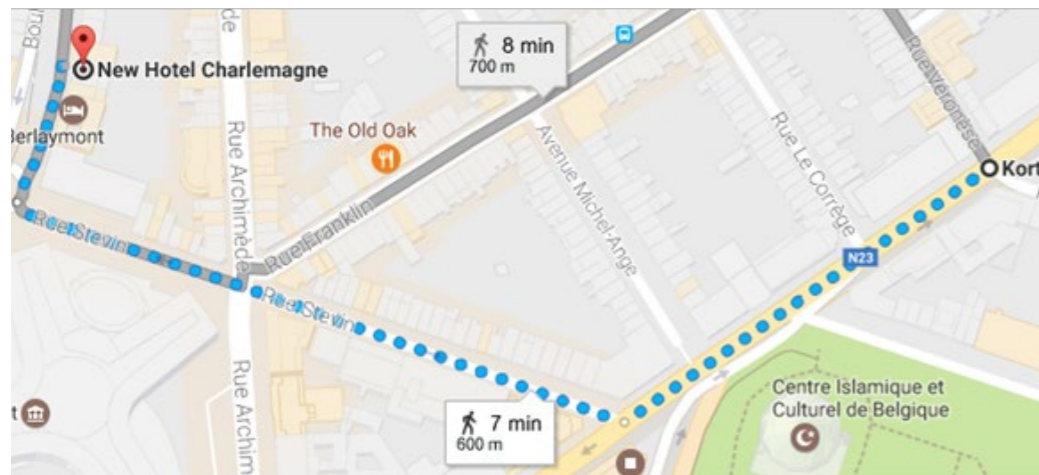 Boul
de
New Hotel Charlemagne
Berlaymont
8 min
700 m
The Old Oak
Rue Archimède
Rue Franklin
Avenue Michel-Ange
Rue Le Corrège
Rue Véronèse
Kort
N23
Rue Stevin
Rue Stevin
Rue Archim
7 min
600 m
Centre Islamique et
Culturel de Belgique
t